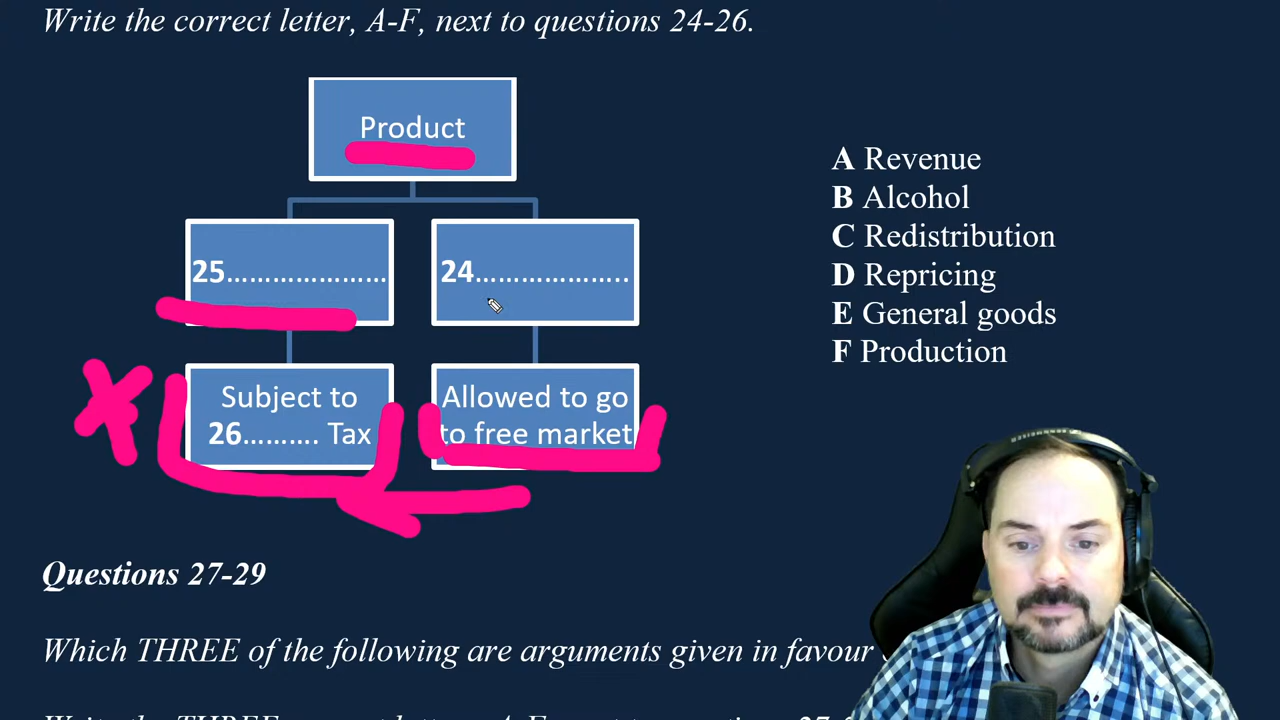 Write the correct letter, A-F, next to questions 24-26.
Product
25.....................
24....................
Subject to
26.......... Tax
Allowed to go
to free market
A Revenue
B Alcohol
C Redistribution
D Repricing
E General goods
F Production
Questions 27-29
Which THREE of the following are arguments given in favour